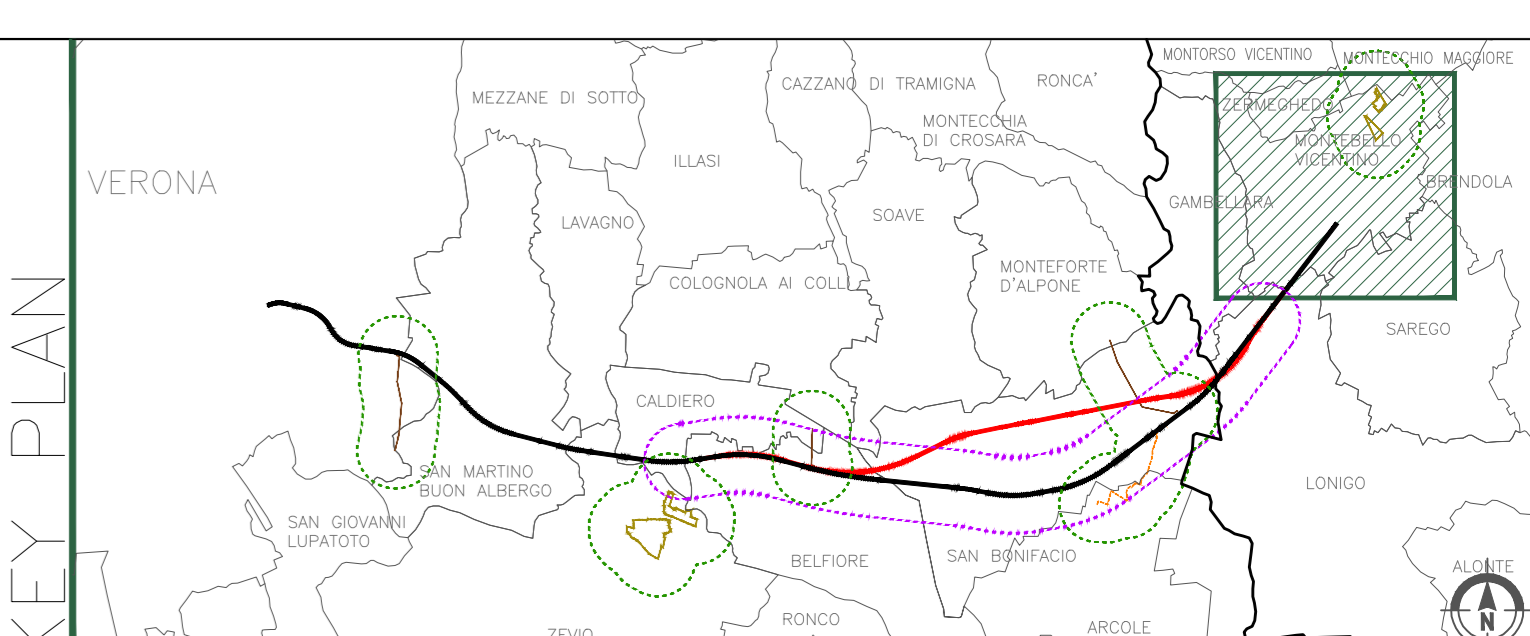 KEY PLAN
MONTORSO VICENTINO
MONTECCHIO MAGGIORE
CAZZANO DI TRAMIGNA
RONCA'
MEZZANE DI SOTTO
ZERMEGHEDO
MONTECCHIA
DI CROSARA
MONTEBELLO
VICENTINO
ILLASI
VERONA
BRENDOLA
GAMBELLARA
LAVAGNO
SOAVE
MONTEFORTE
D'ALPONE
COLOGNOLA AI COLLI
SAREGO
CALDIERO
SAN MARTINO
BUON ALBERGO
LONIGO
SAN GIOVANNI
LUPATOTO
BELFIORE
SAN BONIFACIO
ALONTE
RONCO
ARCOLE
ZEVIO
N